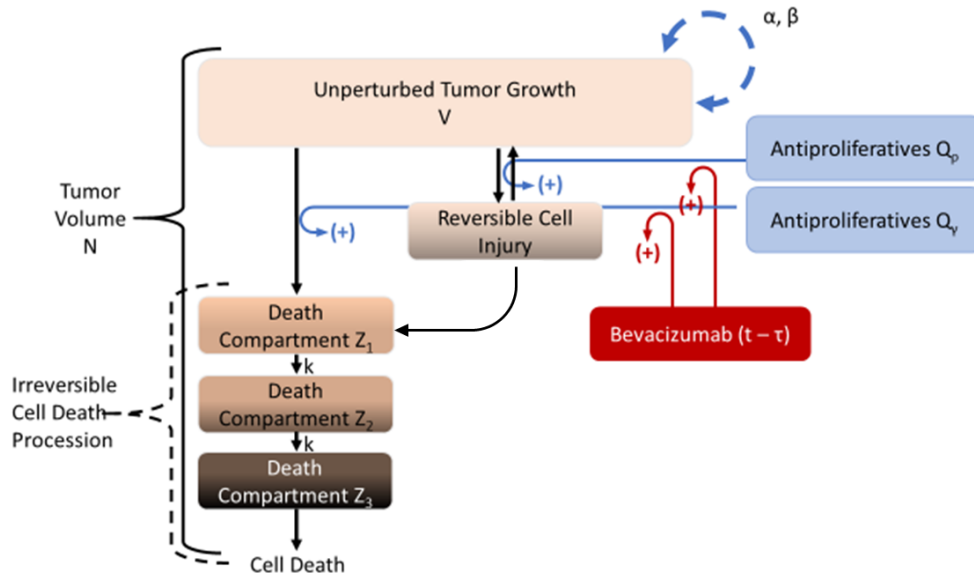 α, β
Unperturbed Tumor Growth
V
Antiproliferatives Qp
(+)
Tumor
Volume
N
(+)
Reversible Cell
Injury
(+)
(+)
Antiproliferatives Qγ
Death
Compartment Z1
Bevacizumab (t – τ)
k
Irreversible
Cell Death
Procession
Death
Compartment Z2
k
Death
Compartment Z3
Cell Death